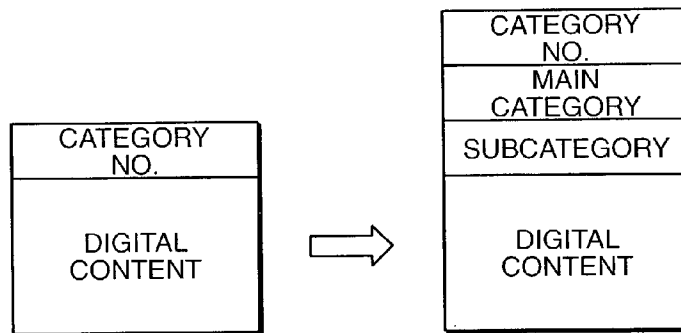 CATEGORY
NO.
DIGITAL
CONTENT
CATEGORY
NO.
MAIN
CATEGORY
SUBCATEGORY
DIGITAL
CONTENT